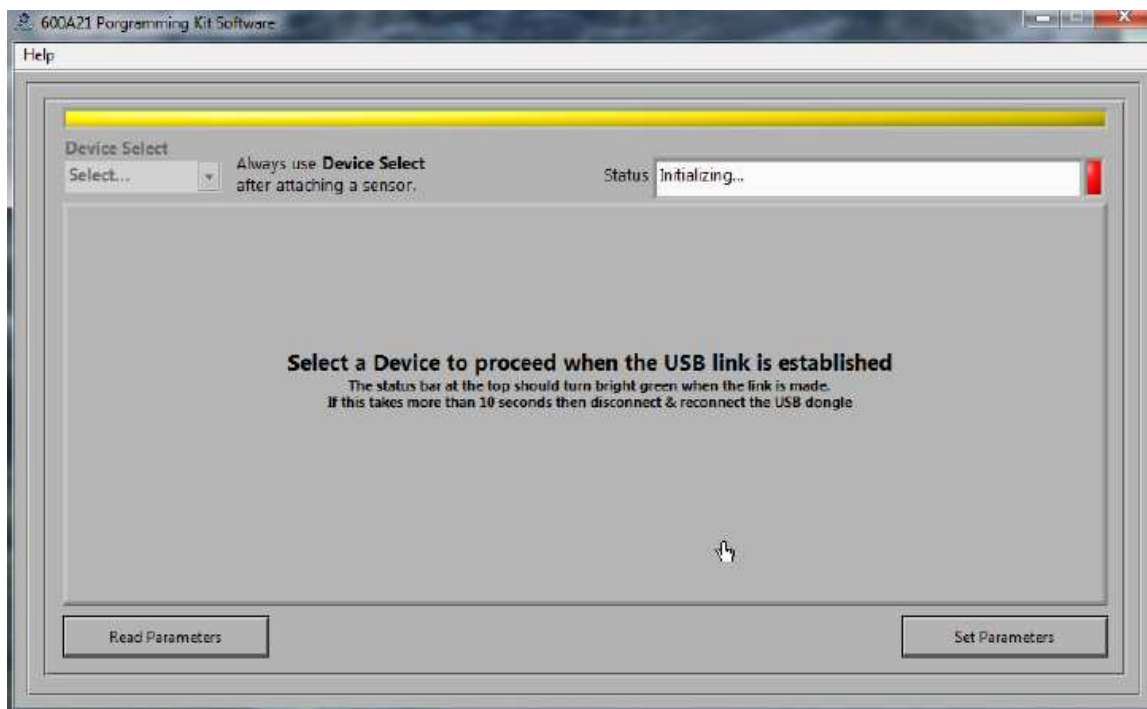 600A21 Porgramming Kit Software
Help
Device Select
Select...
Always use Device Select
after attaching a sensor.
Status Initializing...
Select a Device to proceed when the USB link is established
The status bar at the top should turn bright green when the link is made.
If this takes more than 10 seconds then disconnect & reconnect the USB dongle
Read Parameters
Set Parameters